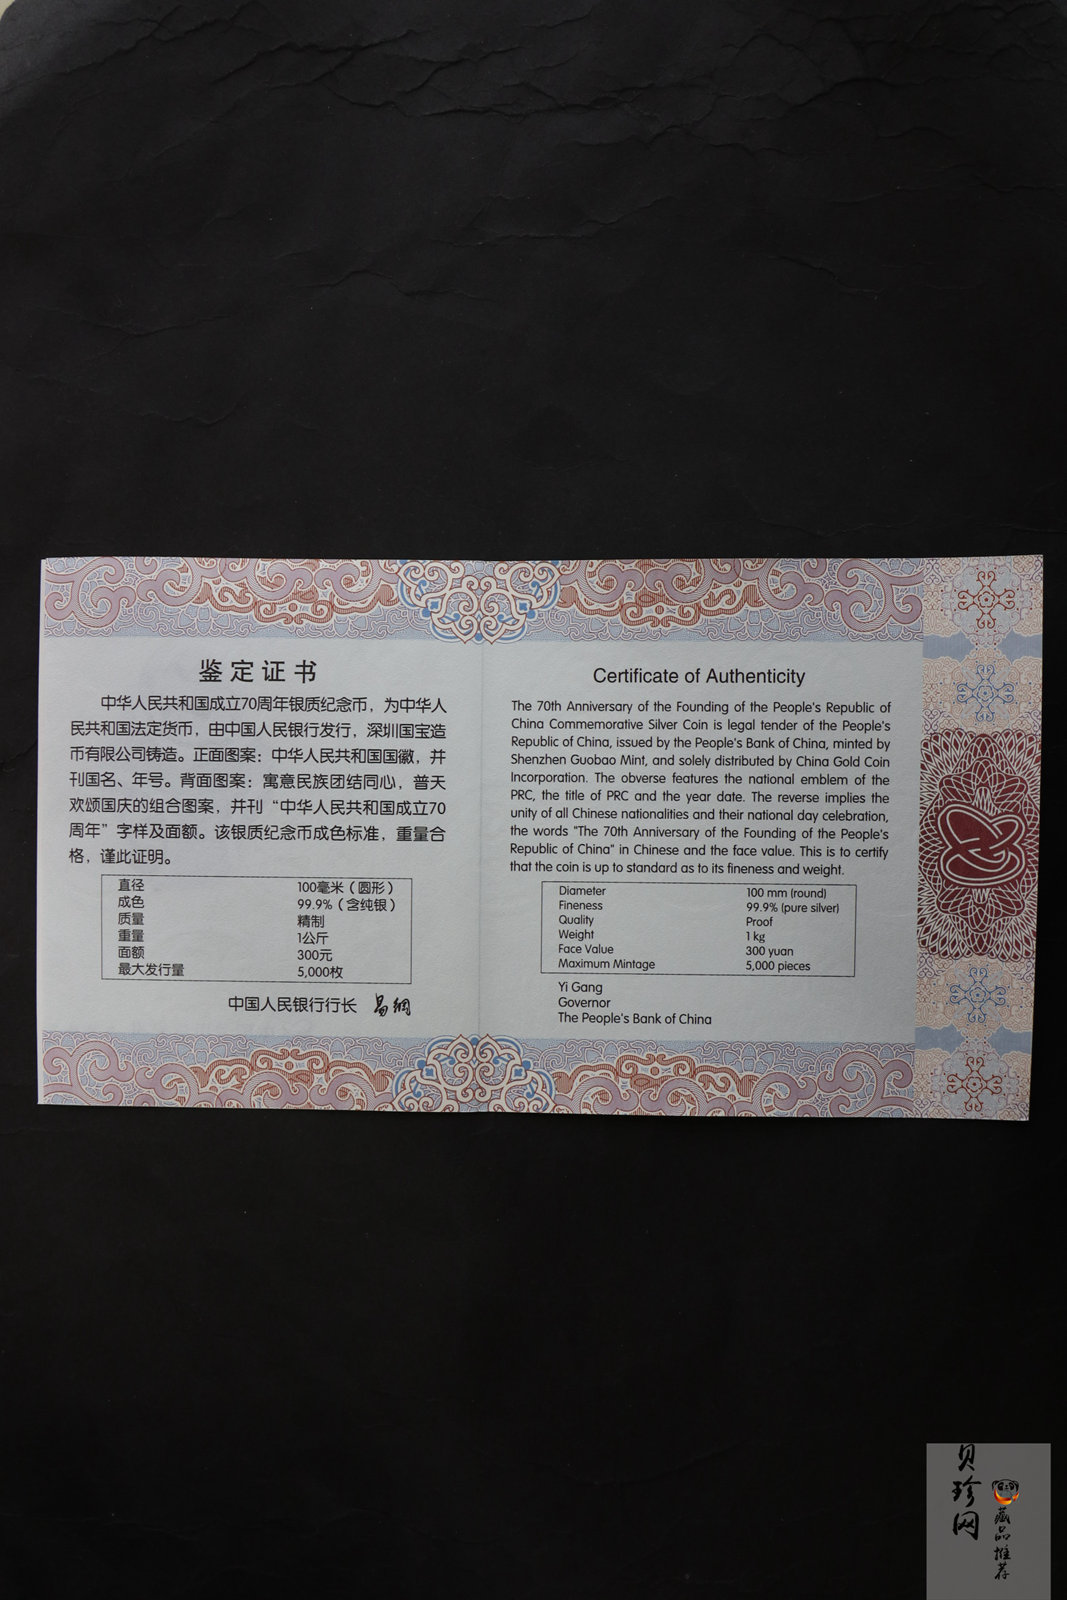 鉴定证书
中华人民共和国成立70周年银质纪念币，为中华人
民共和国法定货币，由中国人民银行发行，深圳国宝造
币有限公司铸造。正面图案：中华人民共和国国徽，并
刊国名、年号。背面图案：寓意民族团结同心，普天
欢颂国庆的组合图案，并刊“中华人民共和国成立70
周年”字样及面额。该银质纪念币成色标准，重量合
格，谨此证明。
直径 100毫米（圆形）
成色 99.9%（含纯银）
质量 精制
重量 1公斤
面额 300元
最大发行量 5,000枚
中国人民银行行长 易纲
Certificate of Authenticity
The 70th Anniversary of the Founding of the People's Republic of
China Commemorative Silver Coin is legal tender of the People's
Republic of China, issued by the People's Bank of China, minted by
Shenzhen Guobao Mint, and solely distributed by China Gold Coin
Incorporation. The obverse features the national emblem of the
PRC, the title of PRC and the year date. The reverse implies the
unity of all Chinese nationalities and their national day celebration,
the words "The 70th Anniversary of the Founding of the People's
Republic of China" in Chinese and the face value. This is to certify
that the coin is up to standard as to its fineness and weight.
Diameter 100 mm (round)
Fineness 99.9% (pure silver)
Quality Proof
Weight 1 kg
Face Value 300 yuan
Maximum Mintage 5,000 pieces
Yi Gang
Governor
The People's Bank of China
贝珍网
藏品推荐